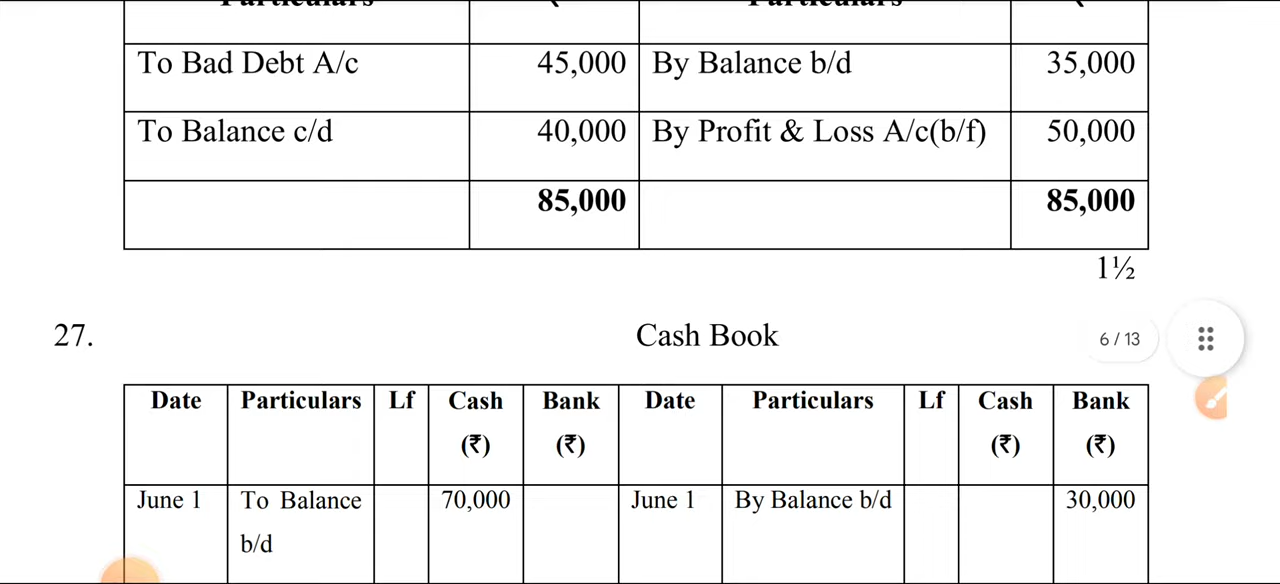 Particulars ₹ Particulars ₹
To Bad Debt A/c 45,000 By Balance b/d 35,000
To Balance c/d 40,000 By Profit & Loss A/c(b/f) 50,000
85,000 85,000
1½
27. Cash Book
6 / 13
Date Particulars Lf Cash Bank Date Particulars Lf Cash Bank
(₹) (₹) (₹) (₹)
June 1 To Balance 70,000 June 1 By Balance b/d 30,000
b/d